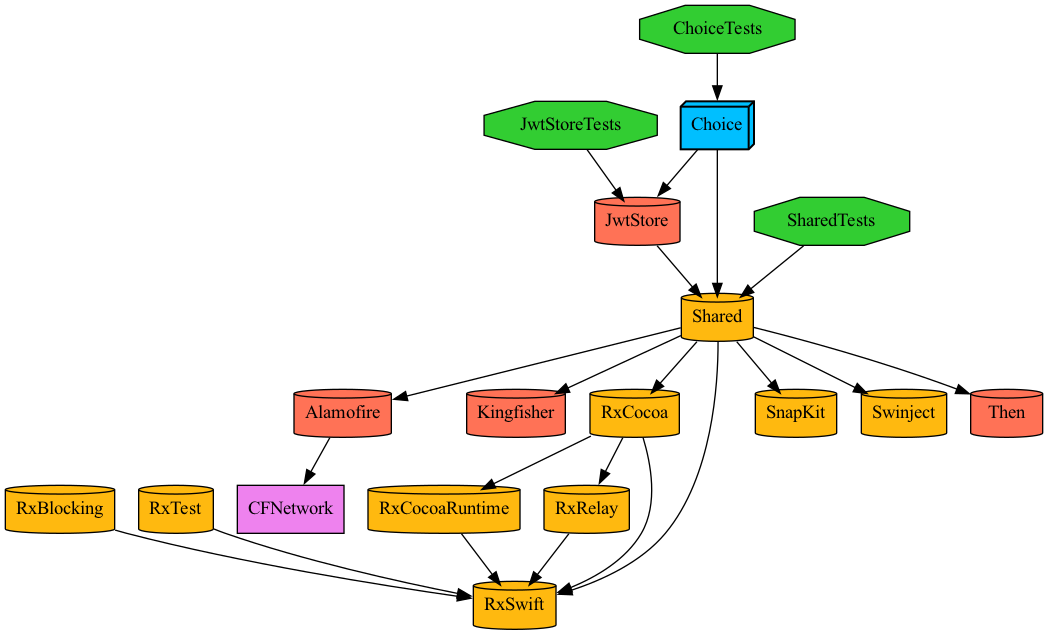 ChoiceTests
JwtStoreTests
Choice
JwtStore
SharedTests
Shared
Alamofire
Kingfisher
RxCocoa
SnapKit
Swinject
Then
RxBlocking
RxTest
CFNetwork
RxCocoaRuntime
RxRelay
RxSwift